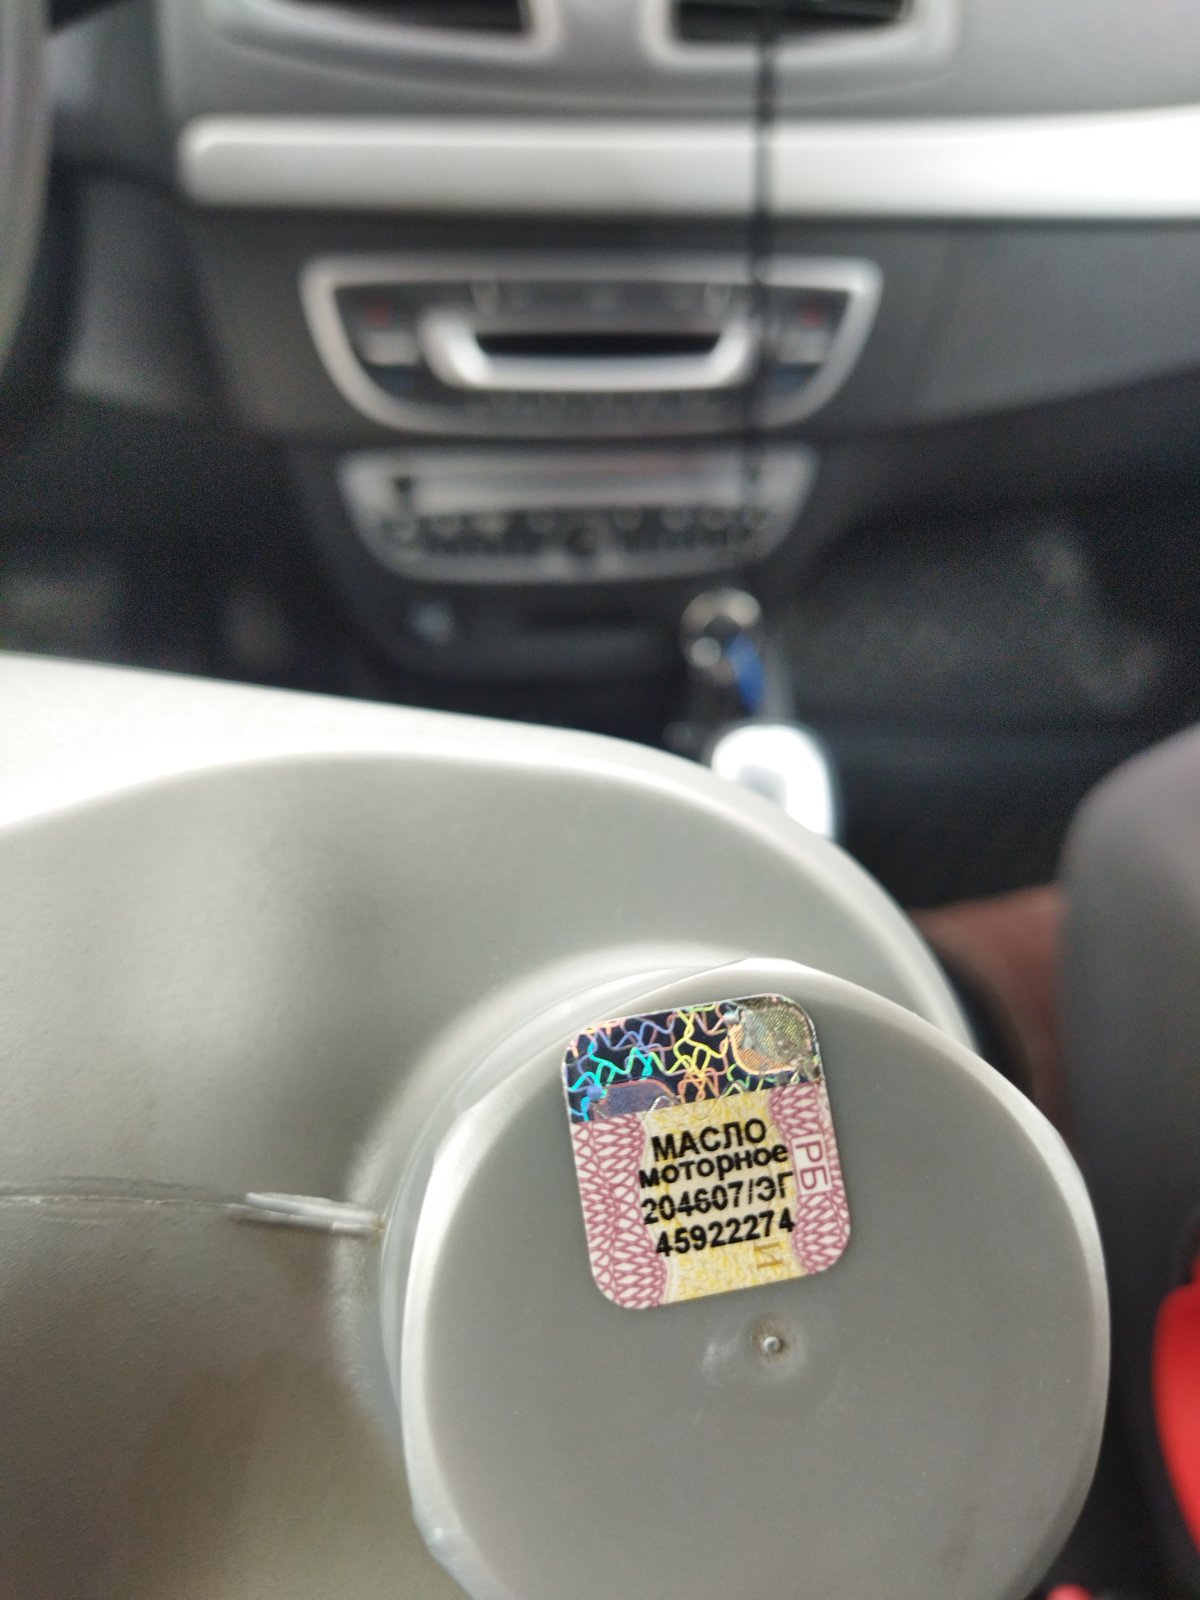 МАСЛО
моторное
204607/ЭГ
45922274
РБ
И